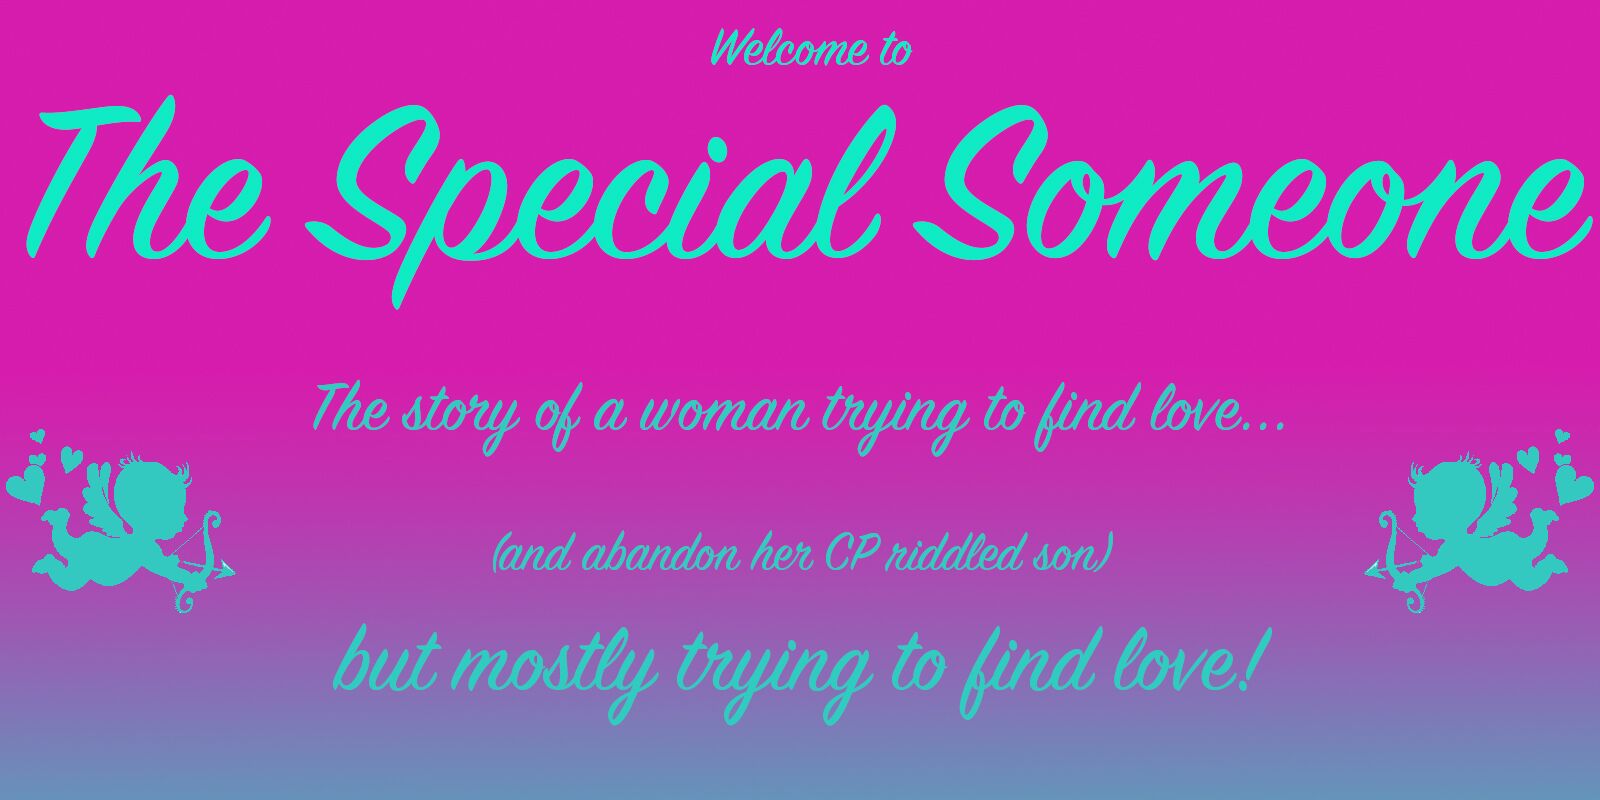 Welcome to
The Special Someone
The story of a woman trying to find love...
(and abandon her CP riddled son)
but mostly trying to find love!